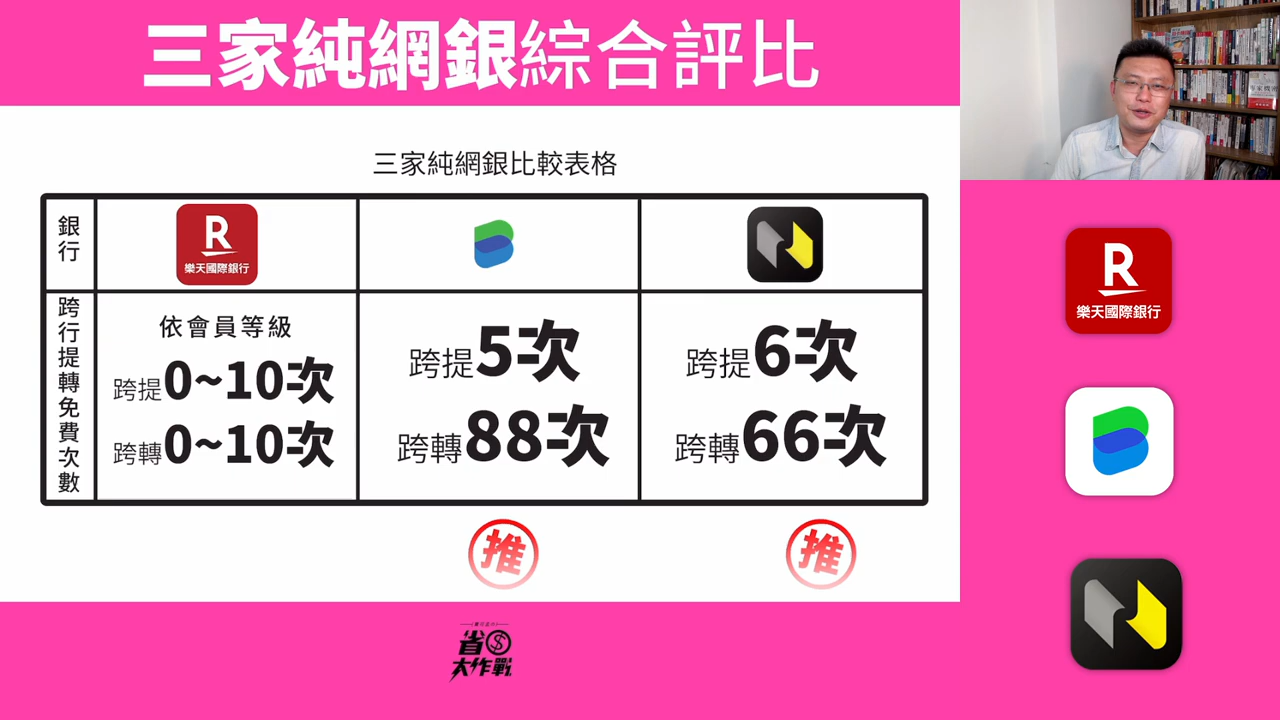 三家純網銀綜合評比
三家純網銀比較表格
銀行
R
樂天國際銀行
跨行提轉免費次數
依會員等級
跨提0~10次
跨轉0~10次
跨提5次
跨轉88次
跨提6次
跨轉66次
推
推
省$
大作戰
R
樂天國際銀行